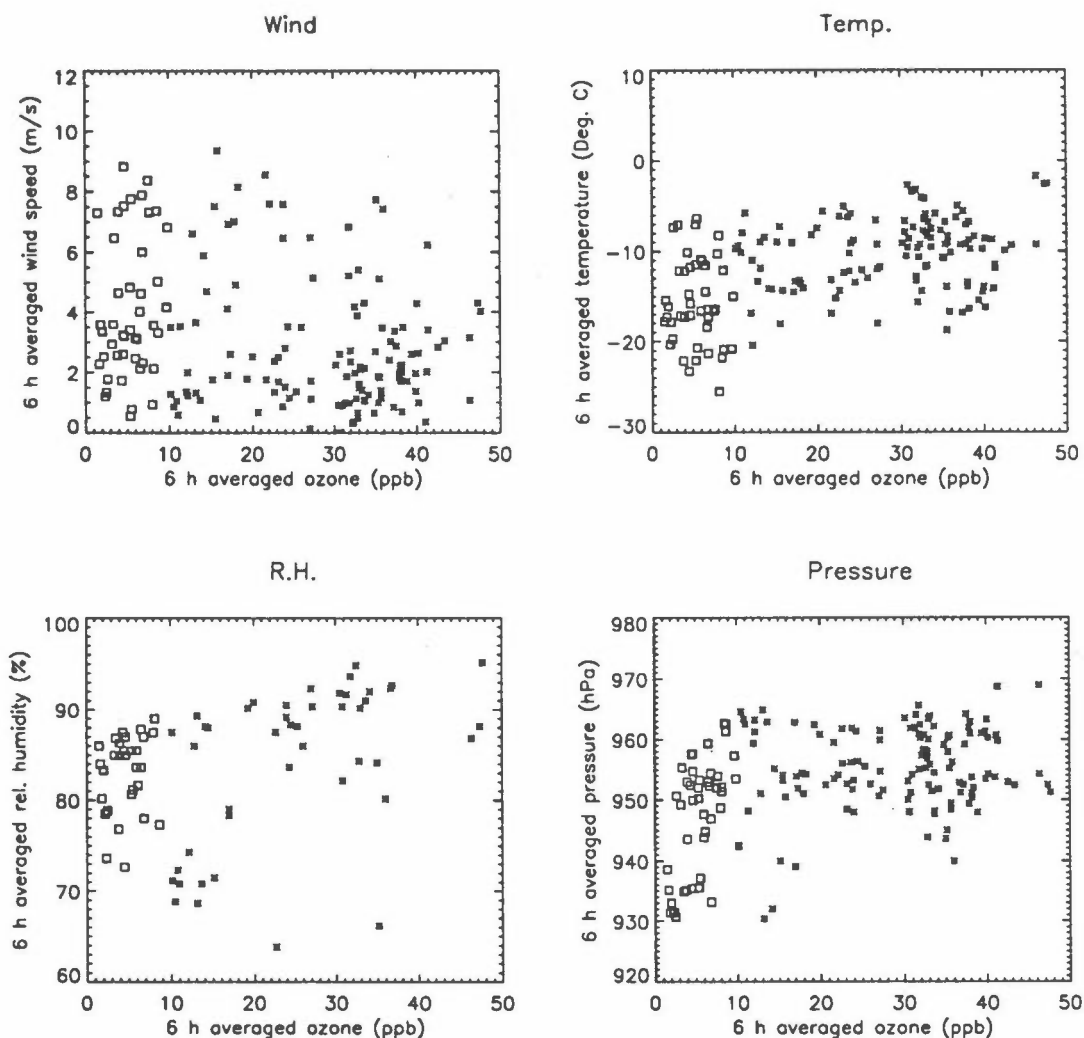 Wind
6 h averaged wind speed (m/s)
12
10
8
6
4
2
0
0 10 20 30 40 50
6 h averaged ozone (ppb)
Temp.
6 h averaged temperature (Deg. C)
10
0
-10
-20
-30
0 10 20 30 40 50
6 h averaged ozone (ppb)
R.H.
6 h averaged rel. humidity (%)
100
90
80
70
60
0 10 20 30 40 50
6 h averaged ozone (ppb)
Pressure
6 h averaged pressure (hPa)
980
970
960
950
940
930
920
0 10 20 30 40 50
6 h averaged ozone (ppb)